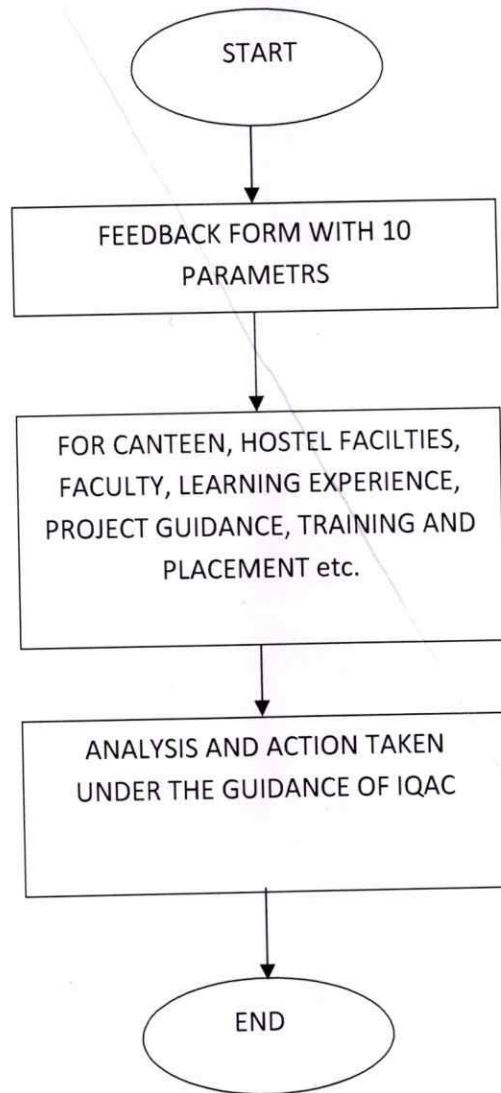 START
FEEDBACK FORM WITH 10
PARAMETRS
FOR CANTEEN, HOSTEL FACILTIES,
FACULTY, LEARNING EXPERIENCE,
PROJECT GUIDANCE, TRAINING AND
PLACEMENT etc.
ANALYSIS AND ACTION TAKEN
UNDER THE GUIDANCE OF IQAC
END